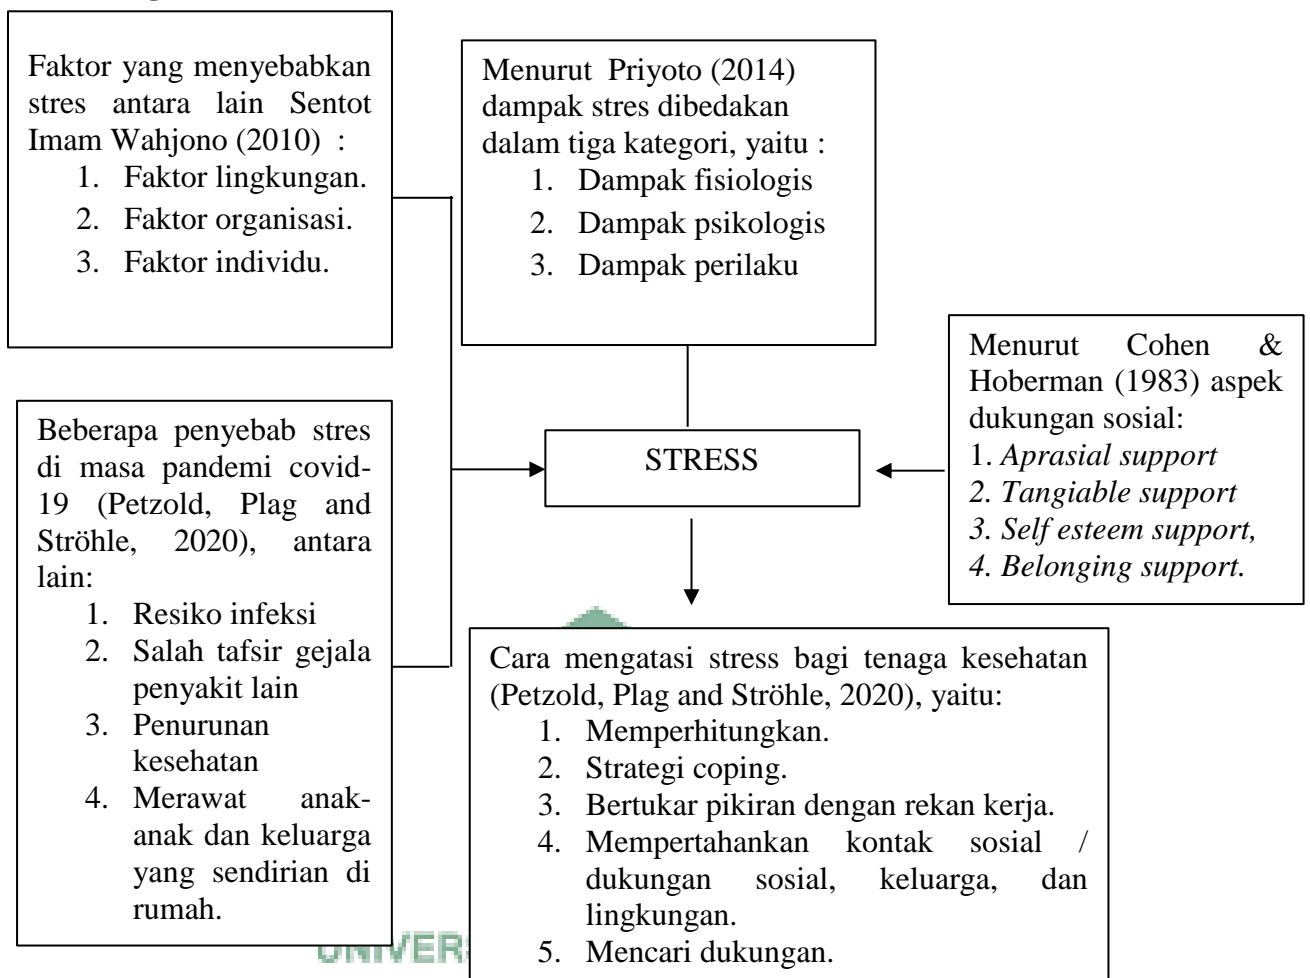 Faktor yang menyebabkan
stres antara lain Sentot
Imam Wahjono (2010) :
1. Faktor lingkungan.
2. Faktor organisasi.
3. Faktor individu.
Menurut Priyoto (2014)
dampak stres dibedakan
dalam tiga kategori, yaitu :
1. Dampak fisiologis
2. Dampak psikologis
3. Dampak perilaku
Menurut Cohen &
Hoberman (1983) aspek
dukungan sosial:
1. Aprasial support
2. Tangiable support
3. Self esteem support,
4. Belonging support.
STRESS
Beberapa penyebab stres
di masa pandemi covid-
19 (Petzold, Plag and
Ströhle, 2020), antara
lain:
1. Resiko infeksi
2. Salah tafsir gejala
penyakit lain
3. Penurunan
kesehatan
4. Merawat anak-
anak dan keluarga
yang sendirian di
rumah.
Cara mengatasi stress bagi tenaga kesehatan
(Petzold, Plag and Ströhle, 2020), yaitu:
1. Memperhitungkan.
2. Strategi coping.
3. Bertukar pikiran dengan rekan kerja.
4. Mempertahankan kontak sosial /
dukungan sosial, keluarga, dan
lingkungan.
5. Mencari dukungan.